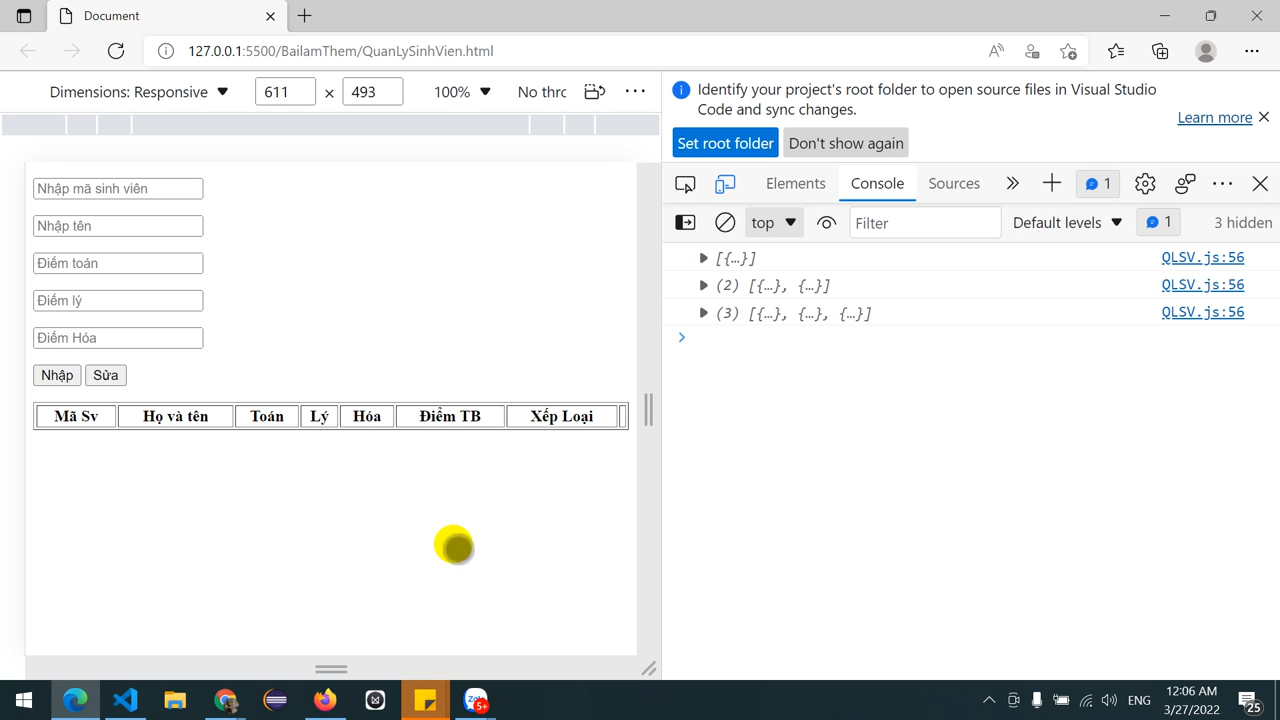 Document
127.0.0.1:5500/BailamThem/QuanLySinhVien.html
Dimensions: Responsive 611 × 493 100% No thrc
Identify your project's root folder to open source files in Visual Studio
Code and sync changes.
Learn more
Set root folder Don't show again
Elements Console Sources 1
top Filter Default levels 1 3 hidden
[{…}] QLSV.js:56
(2) [{…}, {…}] QLSV.js:56
(3) [{…}, {…}, {…}] QLSV.js:56
Nhập mã sinh viên
Nhập tên
Điểm toán
Điểm lý
Điểm Hóa
Nhập Sửa
Mã Sv Họ và tên Toán Lý Hóa Điểm TB Xếp Loại
Zalo 5+
ENG
12:06 AM
3/27/2022
25